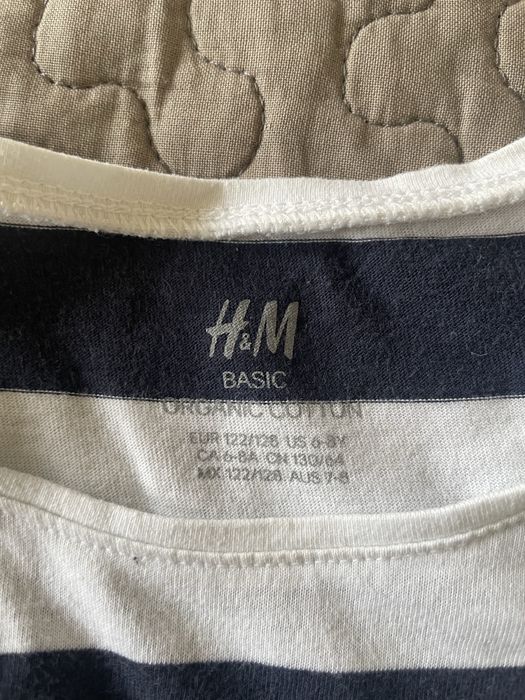 H&M
BASIC
ORGANIC COTTON
EUR 122/128 US 6-8Y
CA 6-8A CN 130/64
MX 122/128 AUS 7-8